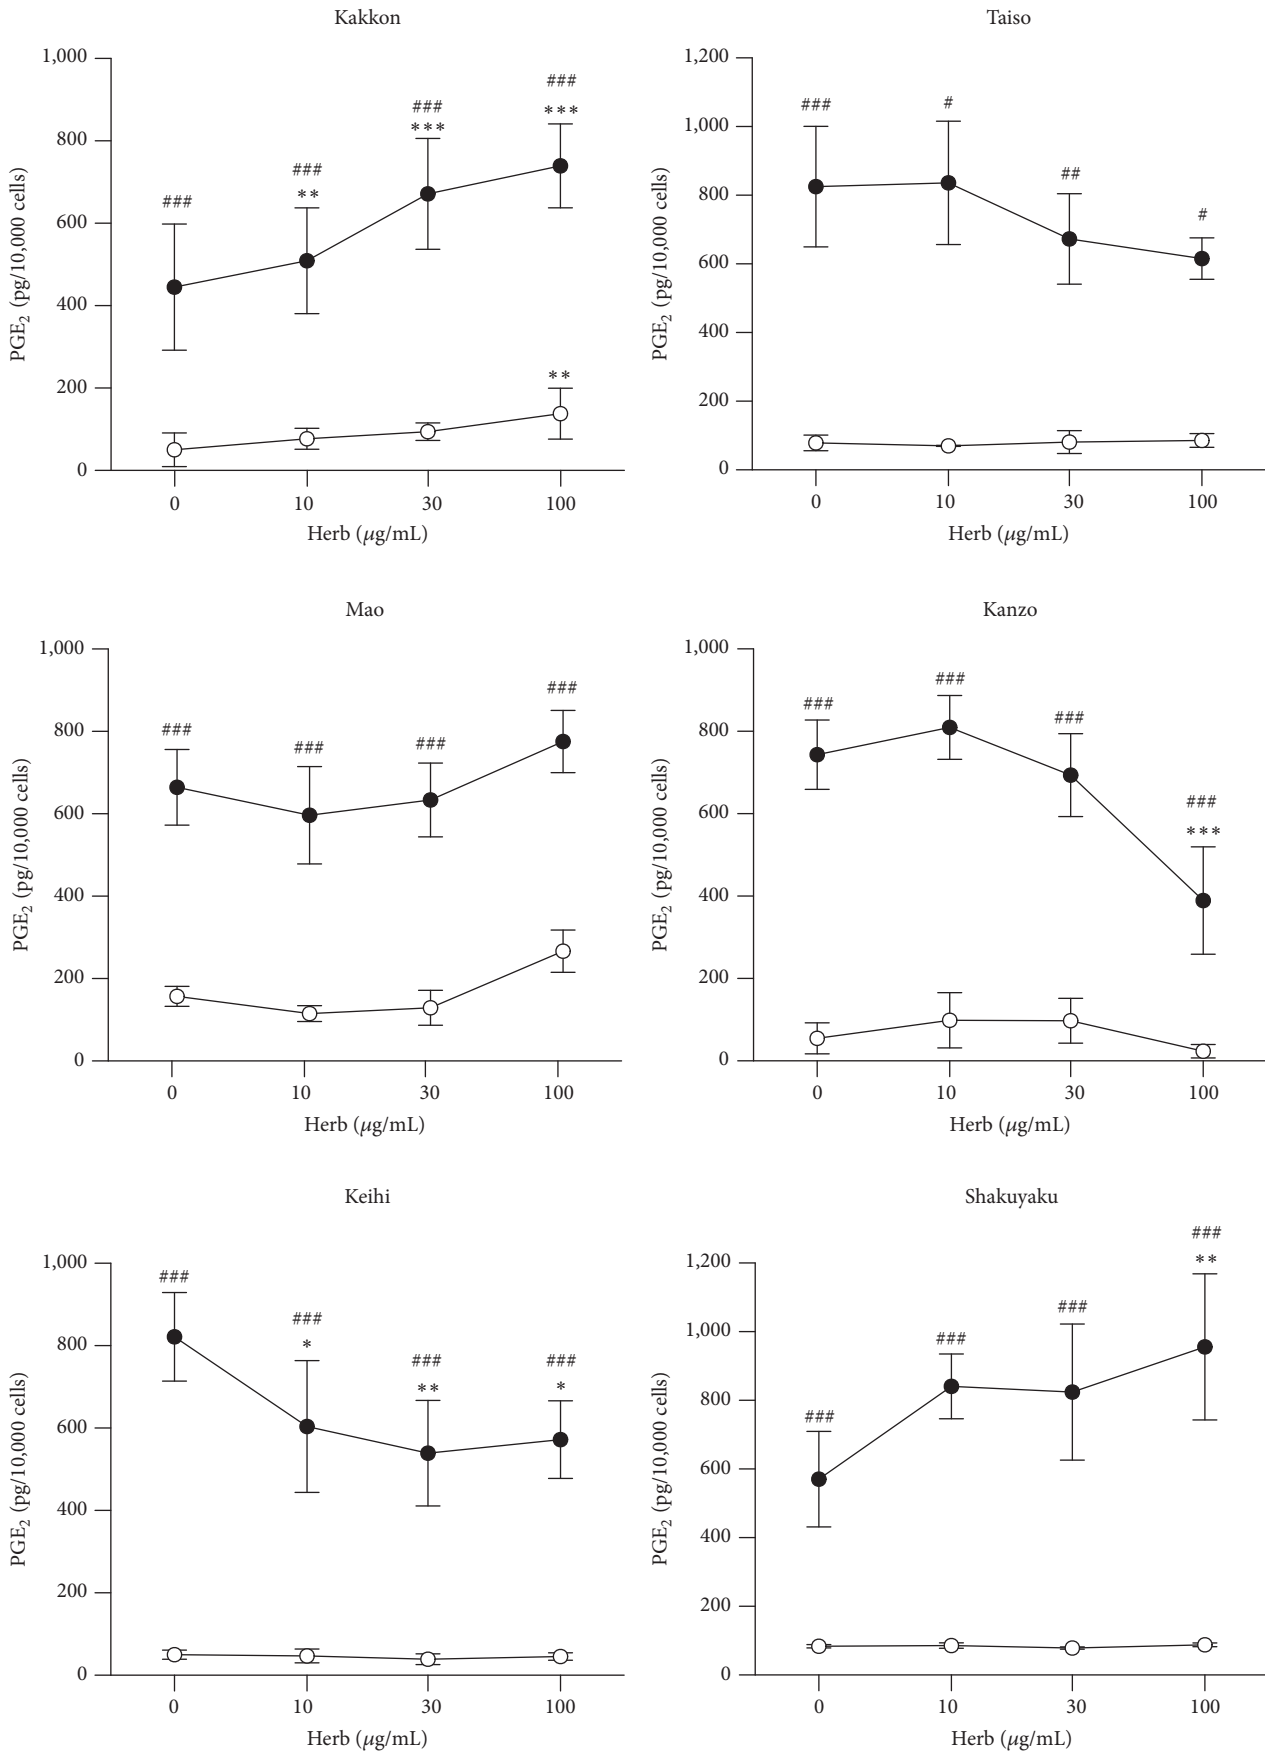 Kakkon
1,000
800
600
400
200
0
PGE₂ (pg/10,000 cells)
###
###
**
###
***
###
***
**
0 10 30 100
Herb (μg/mL)
Taiso
1,200
1,000
800
600
400
200
0
PGE₂ (pg/10,000 cells)
###
#
##
#
0 10 30 100
Herb (μg/mL)
Mao
1,000
800
600
400
200
0
PGE₂ (pg/10,000 cells)
###
###
###
###
0 10 30 100
Herb (μg/mL)
Kanzo
1,000
800
600
400
200
0
PGE₂ (pg/10,000 cells)
###
###
###
###
***
0 10 30 100
Herb (μg/mL)
Keihi
1,000
800
600
400
200
0
PGE₂ (pg/10,000 cells)
###
###
*
###
**
###
*
0 10 30 100
Herb (μg/mL)
Shakuyaku
1,200
1,000
800
600
400
200
0
PGE₂ (pg/10,000 cells)
###
###
###
###
**
0 10 30 100
Herb (μg/mL)